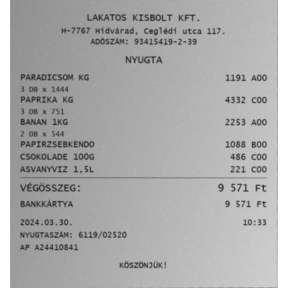 LAKATOS KISBOLT KFT.
H-7767 Hidvárad, Ceglédi utca 117.
ADÓSZÁM: 93415419-2-39
NYUGTA
PARADICSOM KG 1191 A00
3 DB x 1444
PAPRIKA KG 4332 C00
3 DB x 751
BANAN 1KG 2253 A00
2 DB x 544
PAPIRZSEBKENDO 1088 B00
CSOKOLADE 100G 486 C00
ASVANYVIZ 1,5L 221 C00
VÉGÖSSZEG: 9 571 Ft
BANKKÁRTYA 9 571 Ft
2024.03.30. 10:33
NYUGTASZÁM: 6119/02520
AP A24410841
KÖSZÖNJÜK!